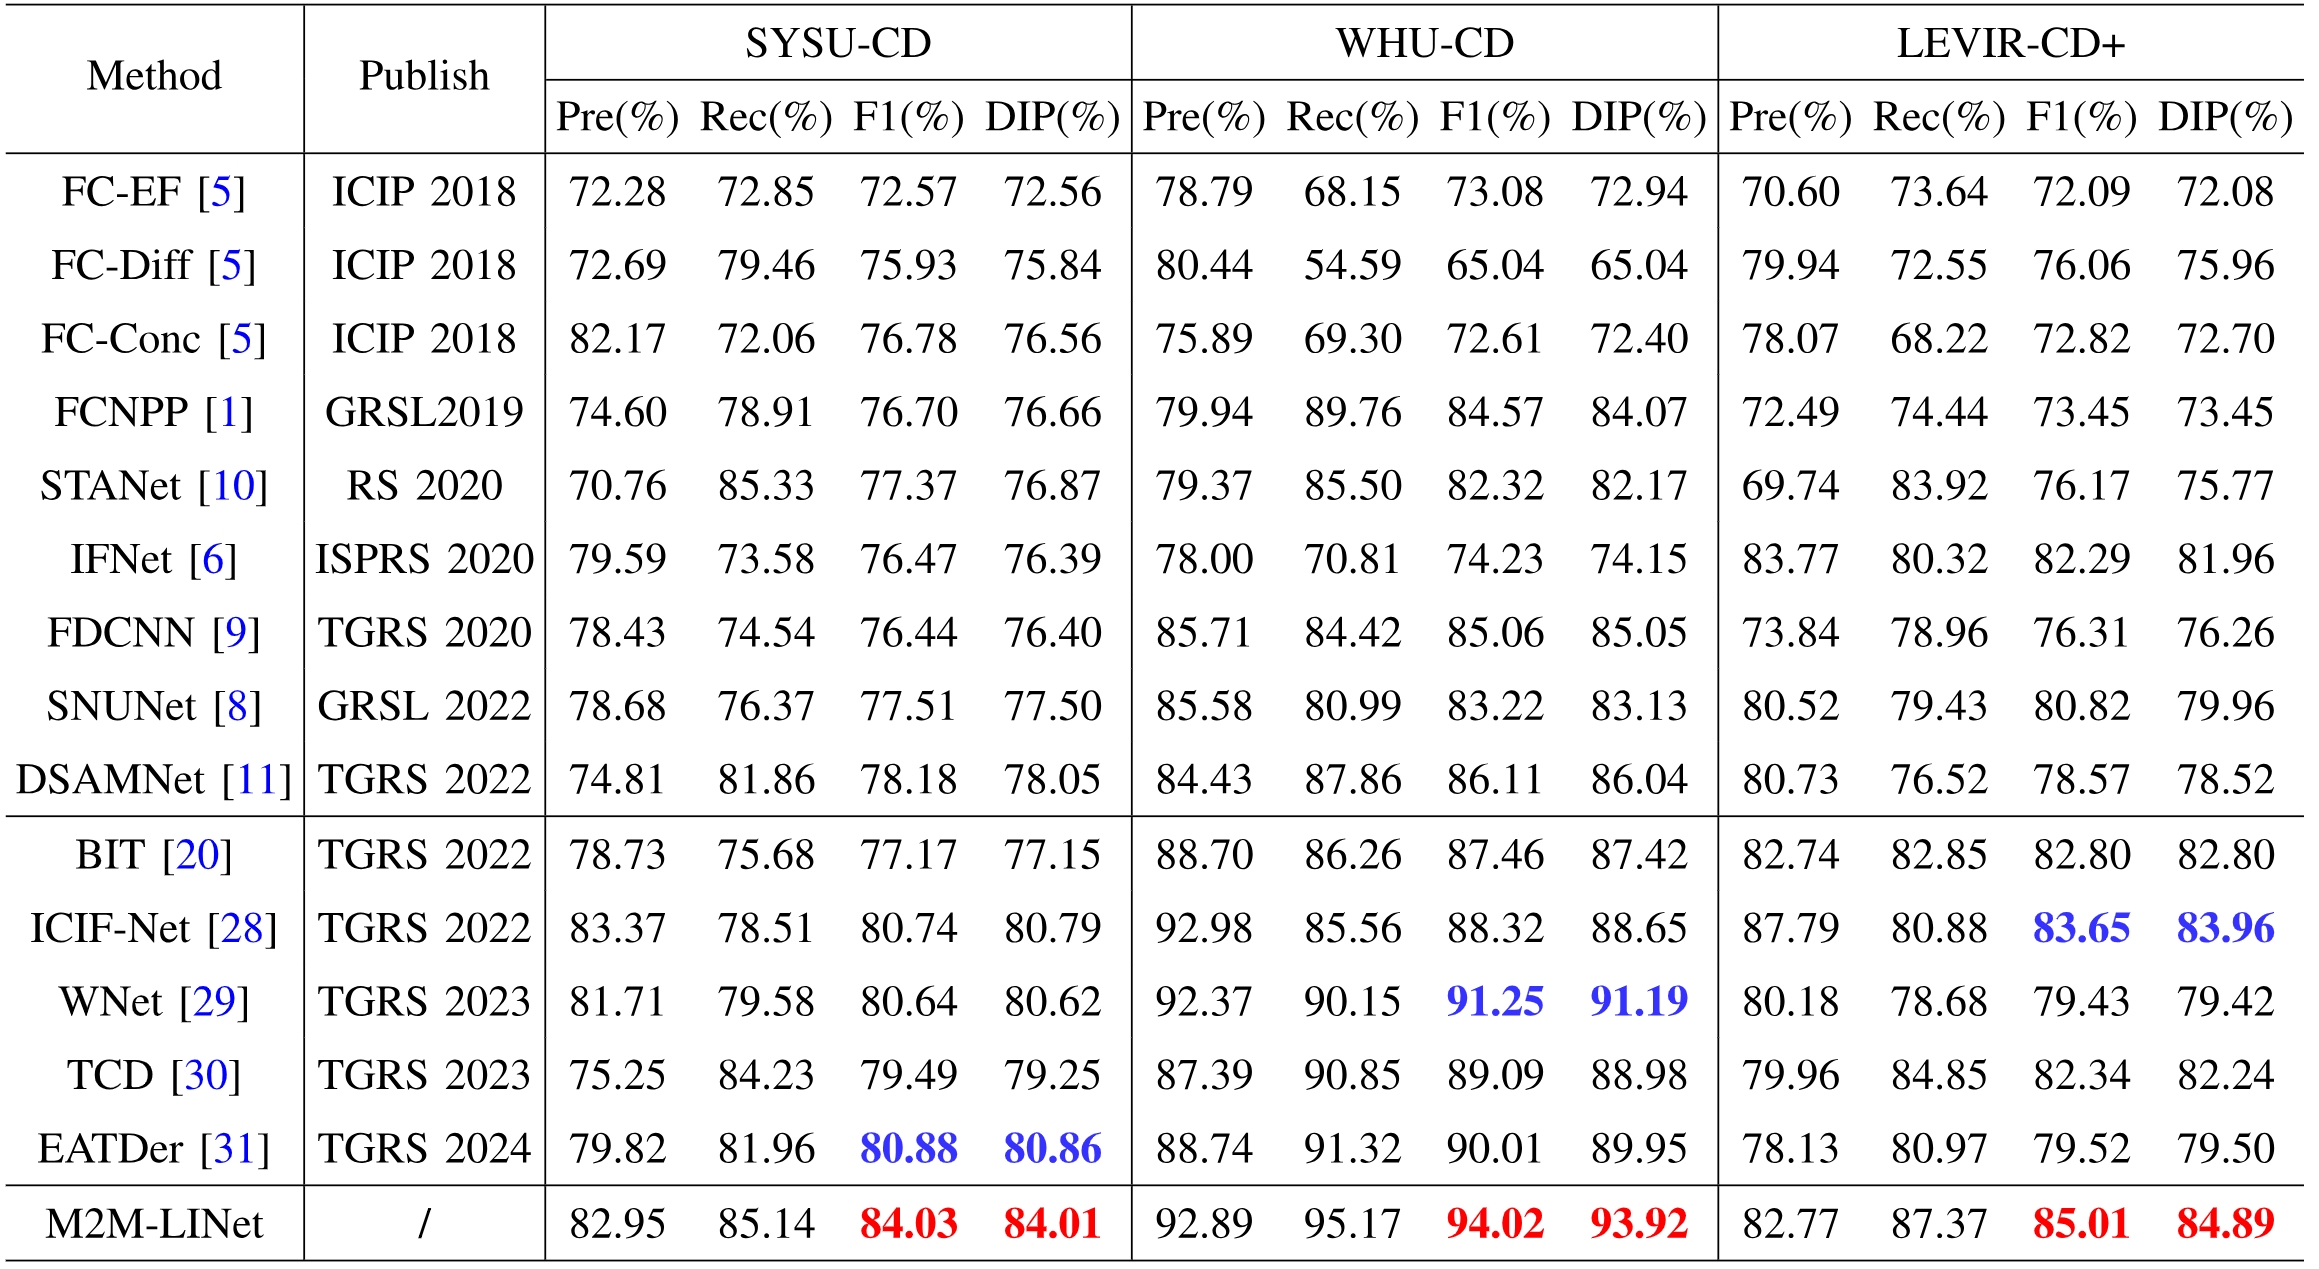 Method Publish SYSU-CD WHU-CD LEVIR-CD+
Pre(%) Rec(%) F1(%) DIP(%) Pre(%) Rec(%) F1(%) DIP(%) Pre(%) Rec(%) F1(%) DIP(%)
FC-EF [5] ICIP 2018 72.28 72.85 72.57 72.56 78.79 68.15 73.08 72.94 70.60 73.64 72.09 72.08
FC-Diff [5] ICIP 2018 72.69 79.46 75.93 75.84 80.44 54.59 65.04 65.04 79.94 72.55 76.06 75.96
FC-Conc [5] ICIP 2018 82.17 72.06 76.78 76.56 75.89 69.30 72.61 72.40 78.07 68.22 72.82 72.70
FCNPP [1] GRSL2019 74.60 78.91 76.70 76.66 79.94 89.76 84.57 84.07 72.49 74.44 73.45 73.45
STANet [10] RS 2020 70.76 85.33 77.37 76.87 79.37 85.50 82.32 82.17 69.74 83.92 76.17 75.77
IFNet [6] ISPRS 2020 79.59 73.58 76.47 76.39 78.00 70.81 74.23 74.15 83.77 80.32 82.29 81.96
FDCNN [9] TGRS 2020 78.43 74.54 76.44 76.40 85.71 84.42 85.06 85.05 73.84 78.96 76.31 76.26
SNUNet [8] GRSL 2022 78.68 76.37 77.51 77.50 85.58 80.99 83.22 83.13 80.52 79.43 80.82 79.96
DSAMNet [11] TGRS 2022 74.81 81.86 78.18 78.05 84.43 87.86 86.11 86.04 80.73 76.52 78.57 78.52
BIT [20] TGRS 2022 78.73 75.68 77.17 77.15 88.70 86.26 87.46 87.42 82.74 82.85 82.80 82.80
ICIF-Net [28] TGRS 2022 83.37 78.51 80.74 80.79 92.98 85.56 88.32 88.65 87.79 80.88 83.65 83.96
WNet [29] TGRS 2023 81.71 79.58 80.64 80.62 92.37 90.15 91.25 91.19 80.18 78.68 79.43 79.42
TCD [30] TGRS 2023 75.25 84.23 79.49 79.25 87.39 90.85 89.09 88.98 79.96 84.85 82.34 82.24
EATDer [31] TGRS 2024 79.82 81.96 80.88 80.86 88.74 91.32 90.01 89.95 78.13 80.97 79.52 79.50
M2M-LINet / 82.95 85.14 84.03 84.01 92.89 95.17 94.02 93.92 82.77 87.37 85.01 84.89